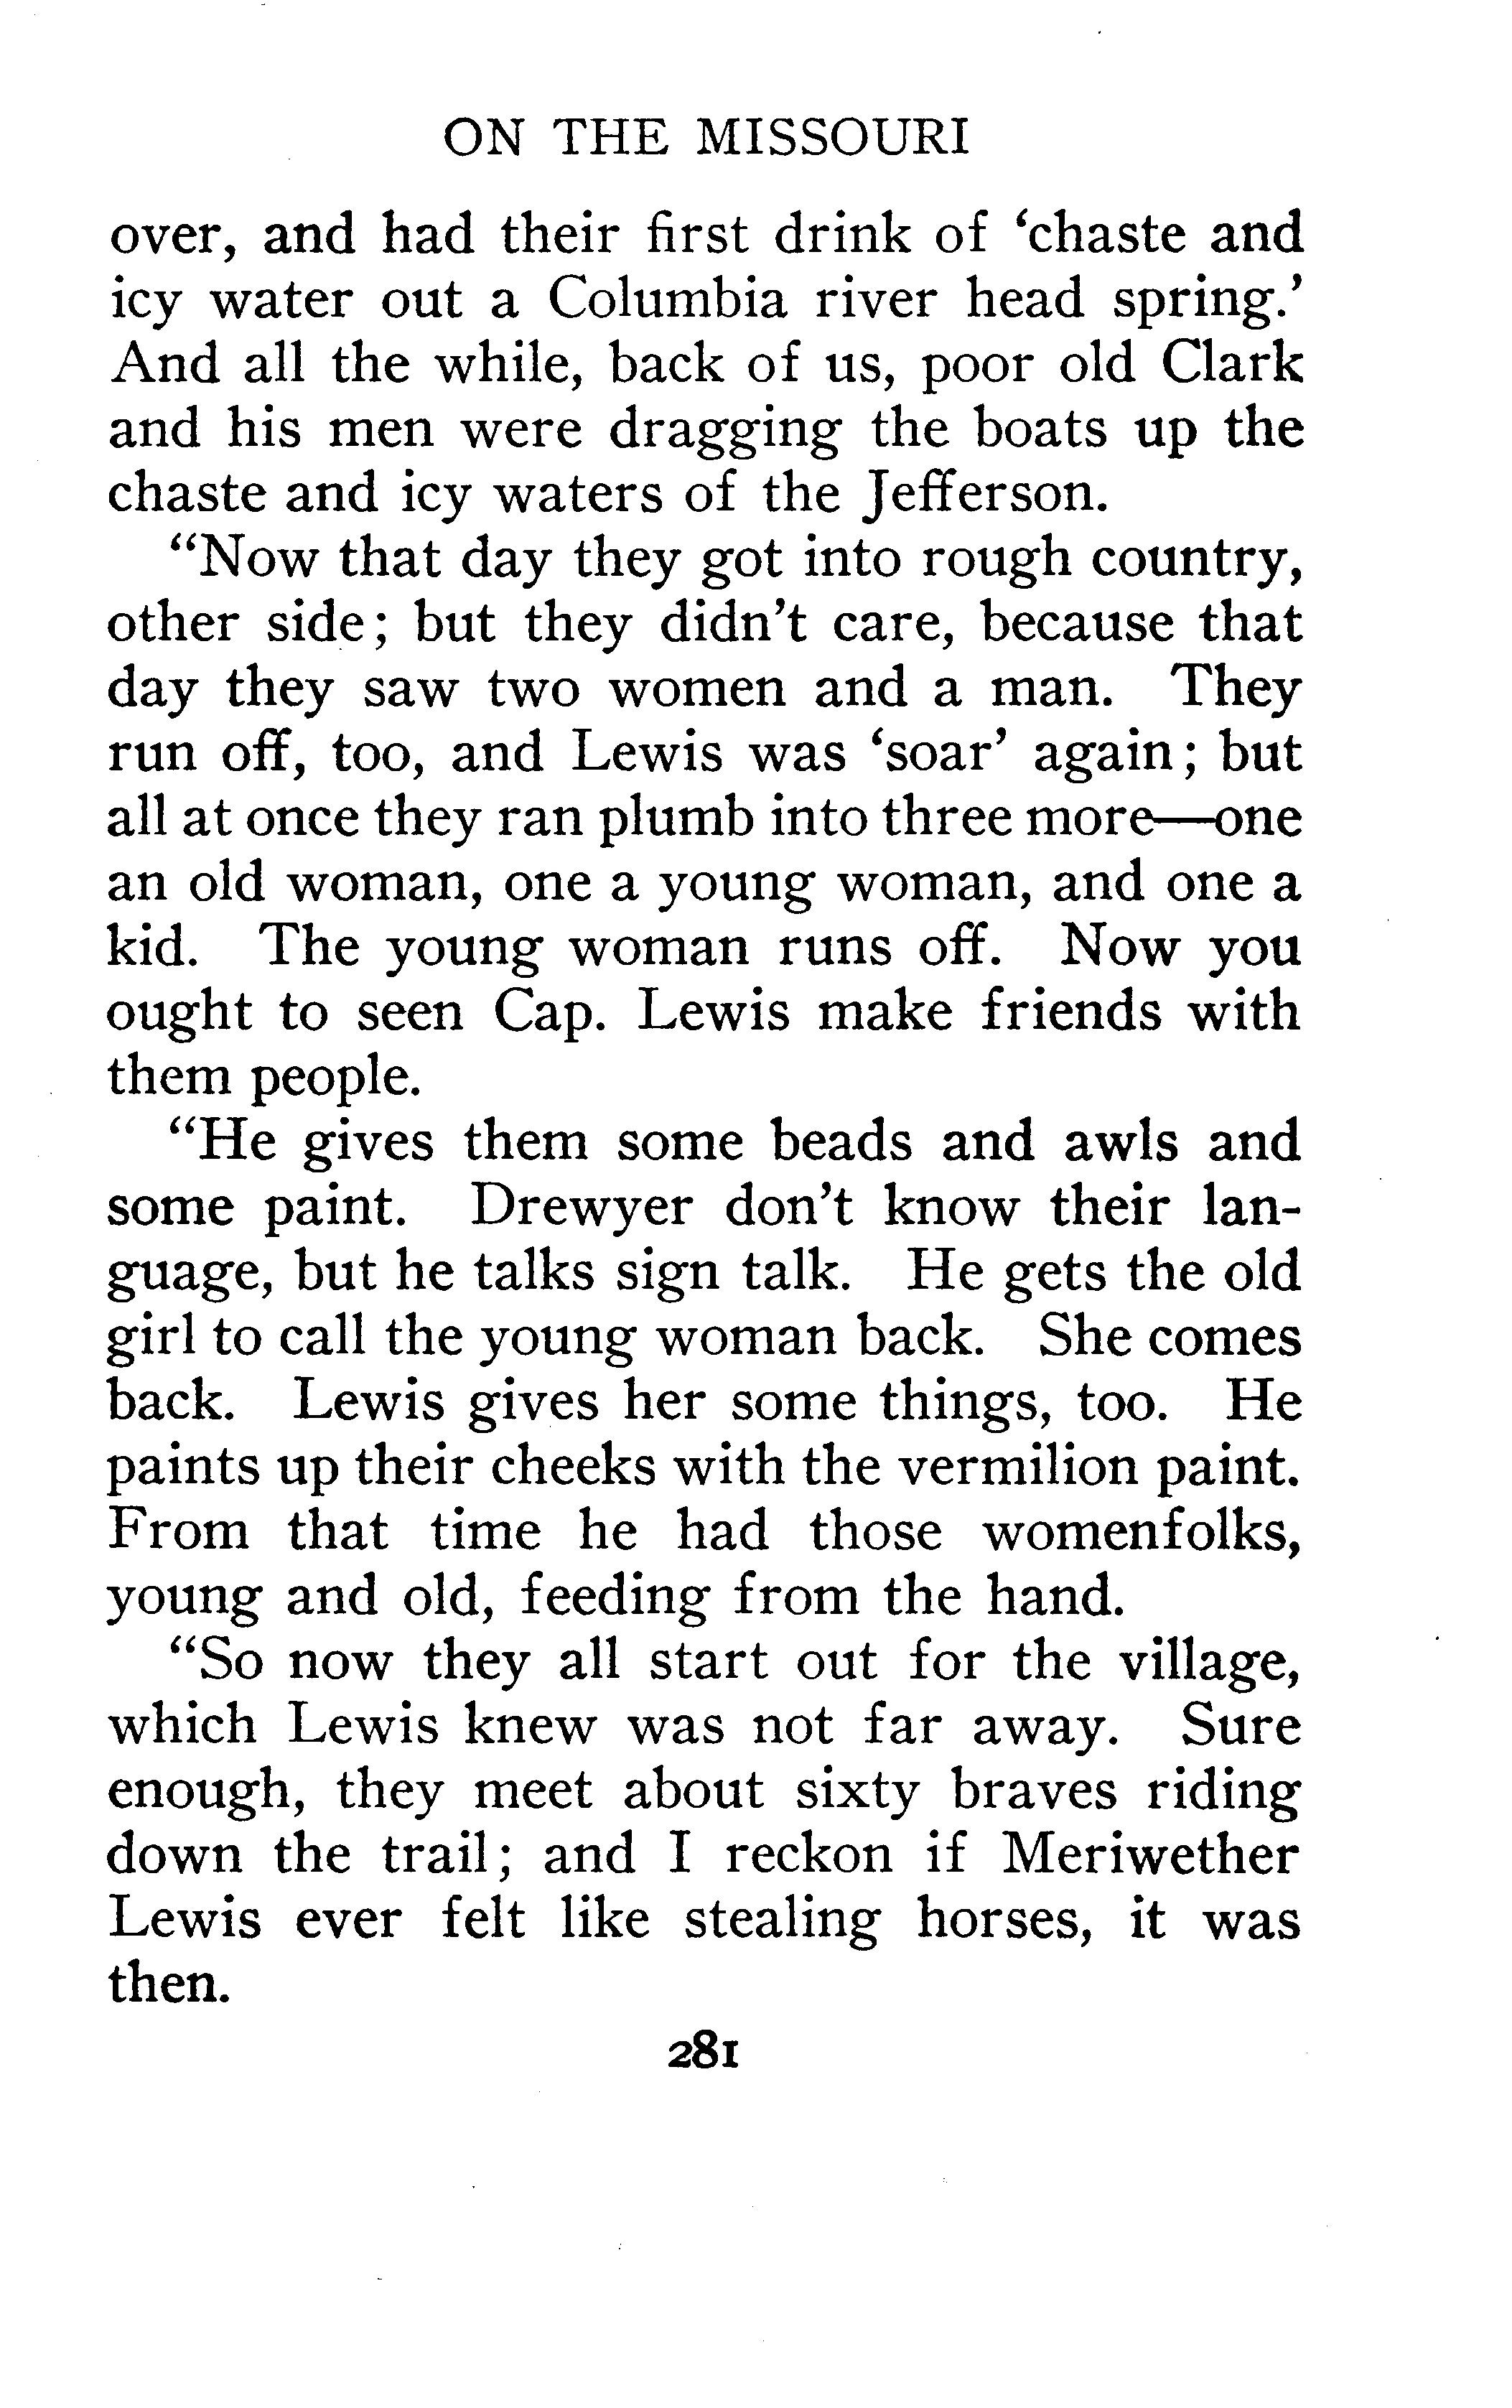 ON THE MISSOURI
over, and had their first drink of ‘chaste and
icy water out a Columbia river head spring.’
And all the while, back of us, poor old Clark
and his men were dragging the boats up the
chaste and icy waters of the Jefferson.
“Now that day they got into rough country,
other side; but they didn’t care, because that
day they saw two women and a man. They
run off, too, and Lewis was ‘soar’ again; but
all at once they ran plumb into three more—one
an old woman, one a young woman, and one a
kid. The young woman runs off. Now you
ought to seen Cap. Lewis make friends with
them people.
“He gives them some beads and awls and
some paint. Drewyer don’t know their lan-
guage, but he talks sign talk. He gets the old
girl to call the young woman back. She comes
back. Lewis gives her some things, too. He
paints up their cheeks with the vermilion paint.
From that time he had those womenfolks,
young and old, feeding from the hand.
“So now they all start out for the village,
which Lewis knew was not far away. Sure
enough, they meet about sixty braves riding
down the trail; and I reckon if Meriwether
Lewis ever felt like stealing horses, it was
then.
281